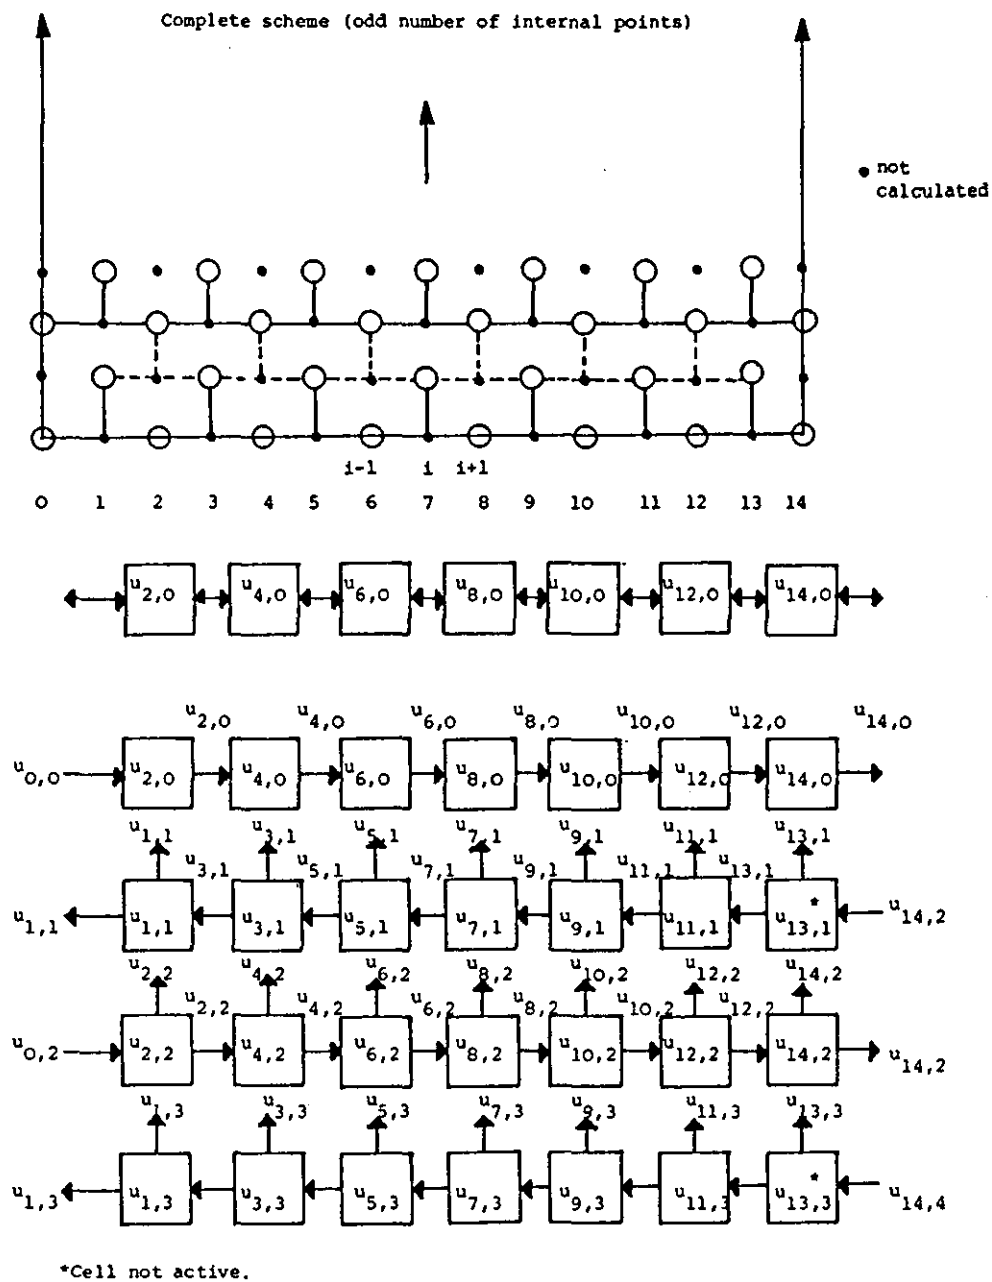 Complete scheme (odd number of internal points)
• not
calculated
i-1 i i+1
0 1 2 3 4 5 6 7 8 9 10 11 12 13 14
u2,0 u4,0 u6,0 u8,0 u10,0 u12,0 u14,0
u2,0 u4,0 u6,0 u8,0 u10,0 u12,0 u14,0
u0,0 u2,0 u4,0 u6,0 u8,0 u10,0 u12,0 u14,0
u1,1 u3,1 u5,1 u7,1 u9,1 u11,1 u13,1
u3,1 u5,1 u7,1 u9,1 u11,1 u13,1
u1,1 u1,1 u3,1 u5,1 u7,1 u9,1 u11,1 u13,1 * u14,2
u2,2 u4,2 u6,2 u8,2 u10,2 u12,2 u14,2
u2,2 u4,2 u6,2 u8,2 u10,2 u12,2
u0,2 u2,2 u4,2 u6,2 u8,2 u10,2 u12,2 u14,2 u14,2
u1,3 u3,3 u5,3 u7,3 u9,3 u11,3 u13,3
u1,3 u1,3 u3,3 u5,3 u7,3 u9,3 u11,3 u13,3 * u14,4
*Cell not active.